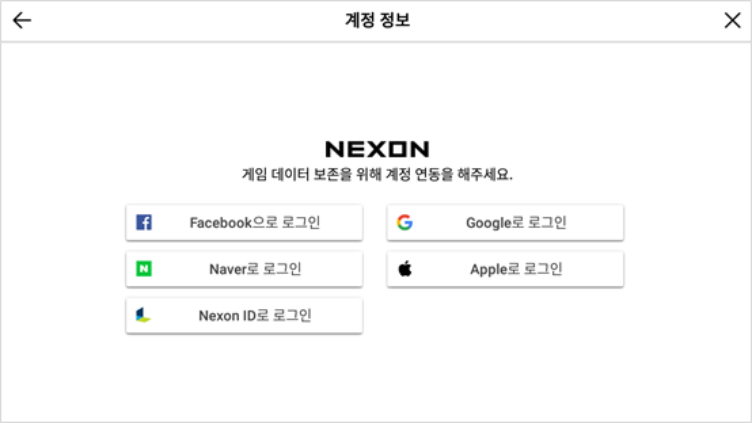 계정 정보
NEXON
게임 데이터 보존을 위해 계정 연동을 해주세요.
Facebook으로 로그인
Google로 로그인
Naver로 로그인
Apple로 로그인
Nexon ID로 로그인